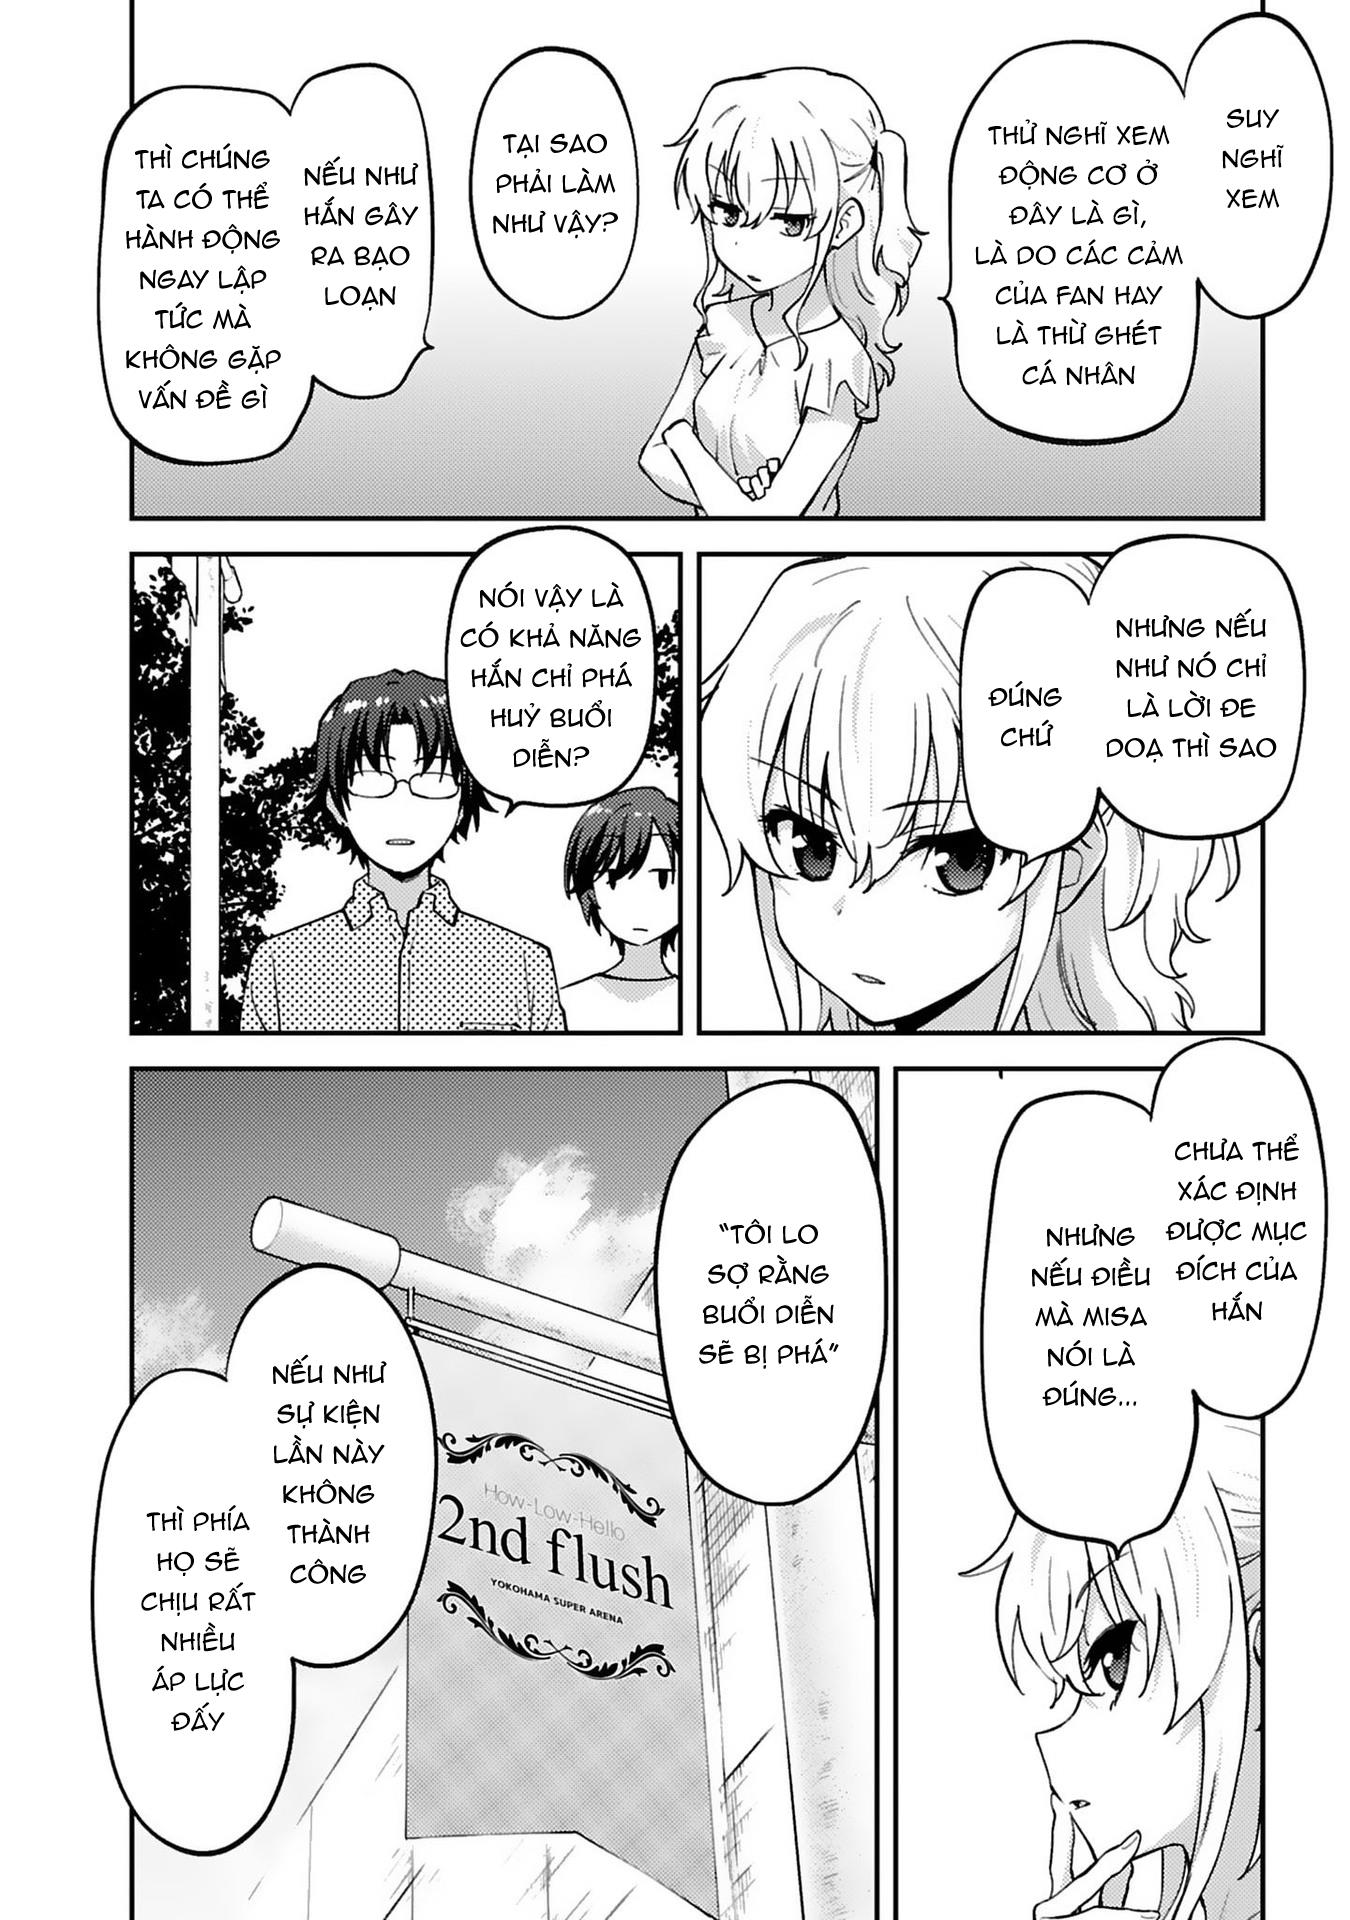 SUY
NGHĨ
XEM
THỬ NGHĨ XEM
ĐỘNG CƠ Ở
ĐÂY LÀ GÌ,
LÀ DO CÁC CẢM
CỦA FAN HAY
LÀ THỪ GHÉT
CÁ NHÂN
TẠI SAO
PHẢI LÀM
NHƯ VẬY?
NẾU NHƯ
HẮN GÂY
RA BẠO
LOẠN
THÌ CHÚNG
TA CÓ THỂ
HÀNH ĐỘNG
NGAY LẬP
TỨC MÀ
KHÔNG GẶP
VẤN ĐỀ GÌ
NHƯNG NẾU
NHƯ NÓ CHỈ
LÀ LỜI ĐE
DOẠ THÌ SAO
ĐÚNG
CHỨ
NÓI VẬY LÀ
CÓ KHẢ NĂNG
HẮN CHỈ PHÁ
HUỶ BUỔI
DIỄN?
CHƯA THỂ
XÁC ĐỊNH
ĐƯỢC MỤC
ĐÍCH CỦA
HẮN
NHƯNG
NẾU ĐIỀU
MÀ MISA
NÓI LÀ
ĐÚNG...
"TÔI LO
SỢ RẰNG
BUỔI DIỄN
SẼ BỊ PHÁ"
NẾU NHƯ
SỰ KIỆN
LẦN NÀY
KHÔNG
THÀNH
CÔNG
THÌ PHÍA
HỌ SẼ
CHỊU RẤT
NHIỀU
ÁP LỰC
ĐẤY
How-Low-Hello
2nd flush
YOKOHAMA SUPER ARENA